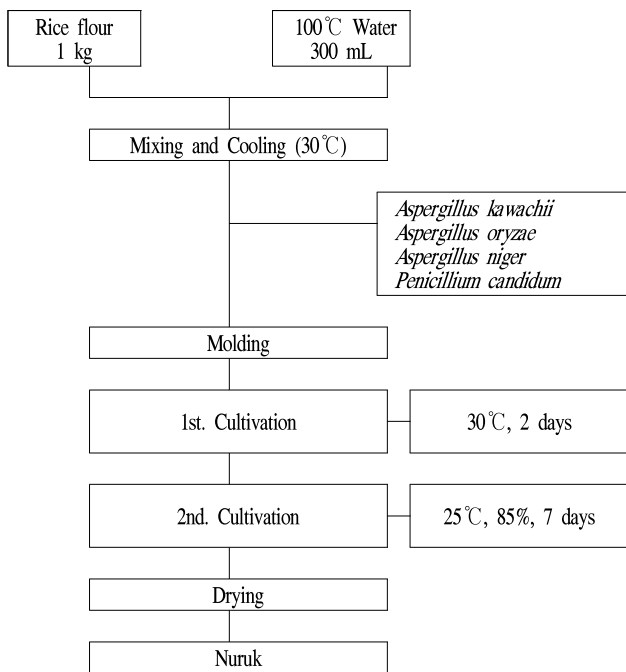 Rice flour
1 kg
100℃ Water
300 mL
Mixing and Cooling (30℃)
Aspergillus kawachii
Aspergillus oryzae
Aspergillus niger
Penicillium candidum
Molding
1st. Cultivation
30℃, 2 days
2nd. Cultivation
25℃, 85%, 7 days
Drying
Nuruk